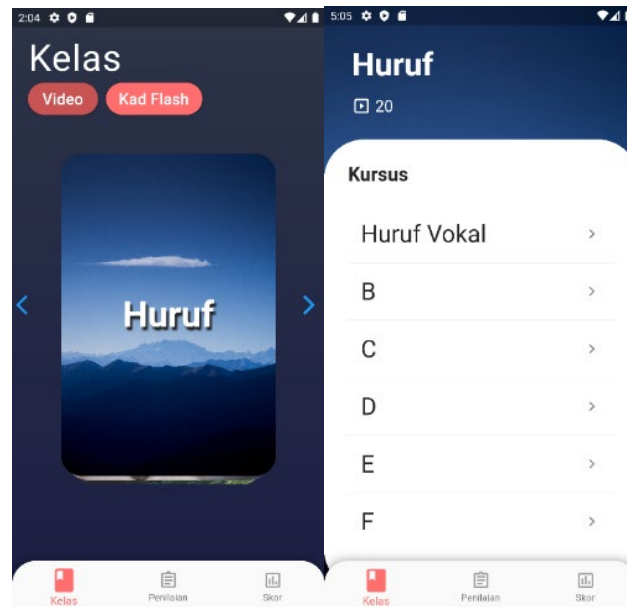 2:04
Kelas
Video
Kad Flash
Huruf
Kelas
Penilaian
Skor
5:05
Huruf
20
Kursus
Huruf Vokal
B
C
D
E
F
Kelas
Penilaian
Skor